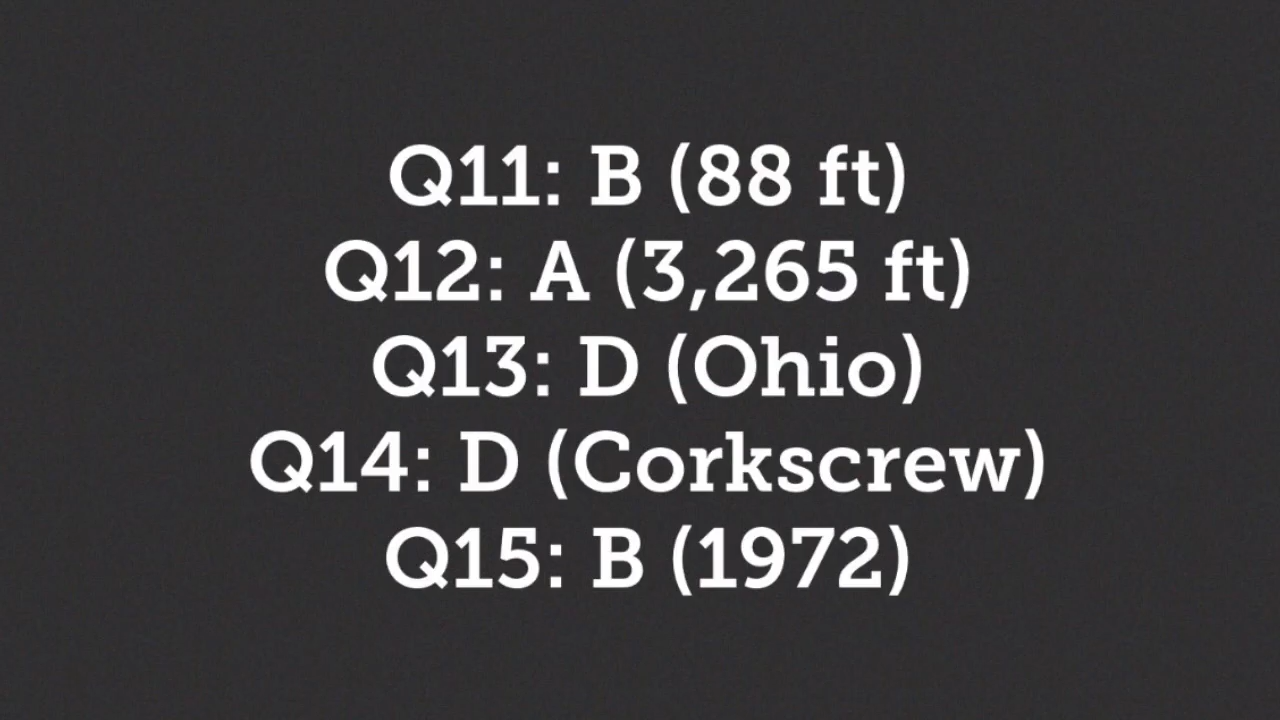 Q11: B (88 ft)
Q12: A (3,265 ft)
Q13: D (Ohio)
Q14: D (Corkscrew)
Q15: B (1972)